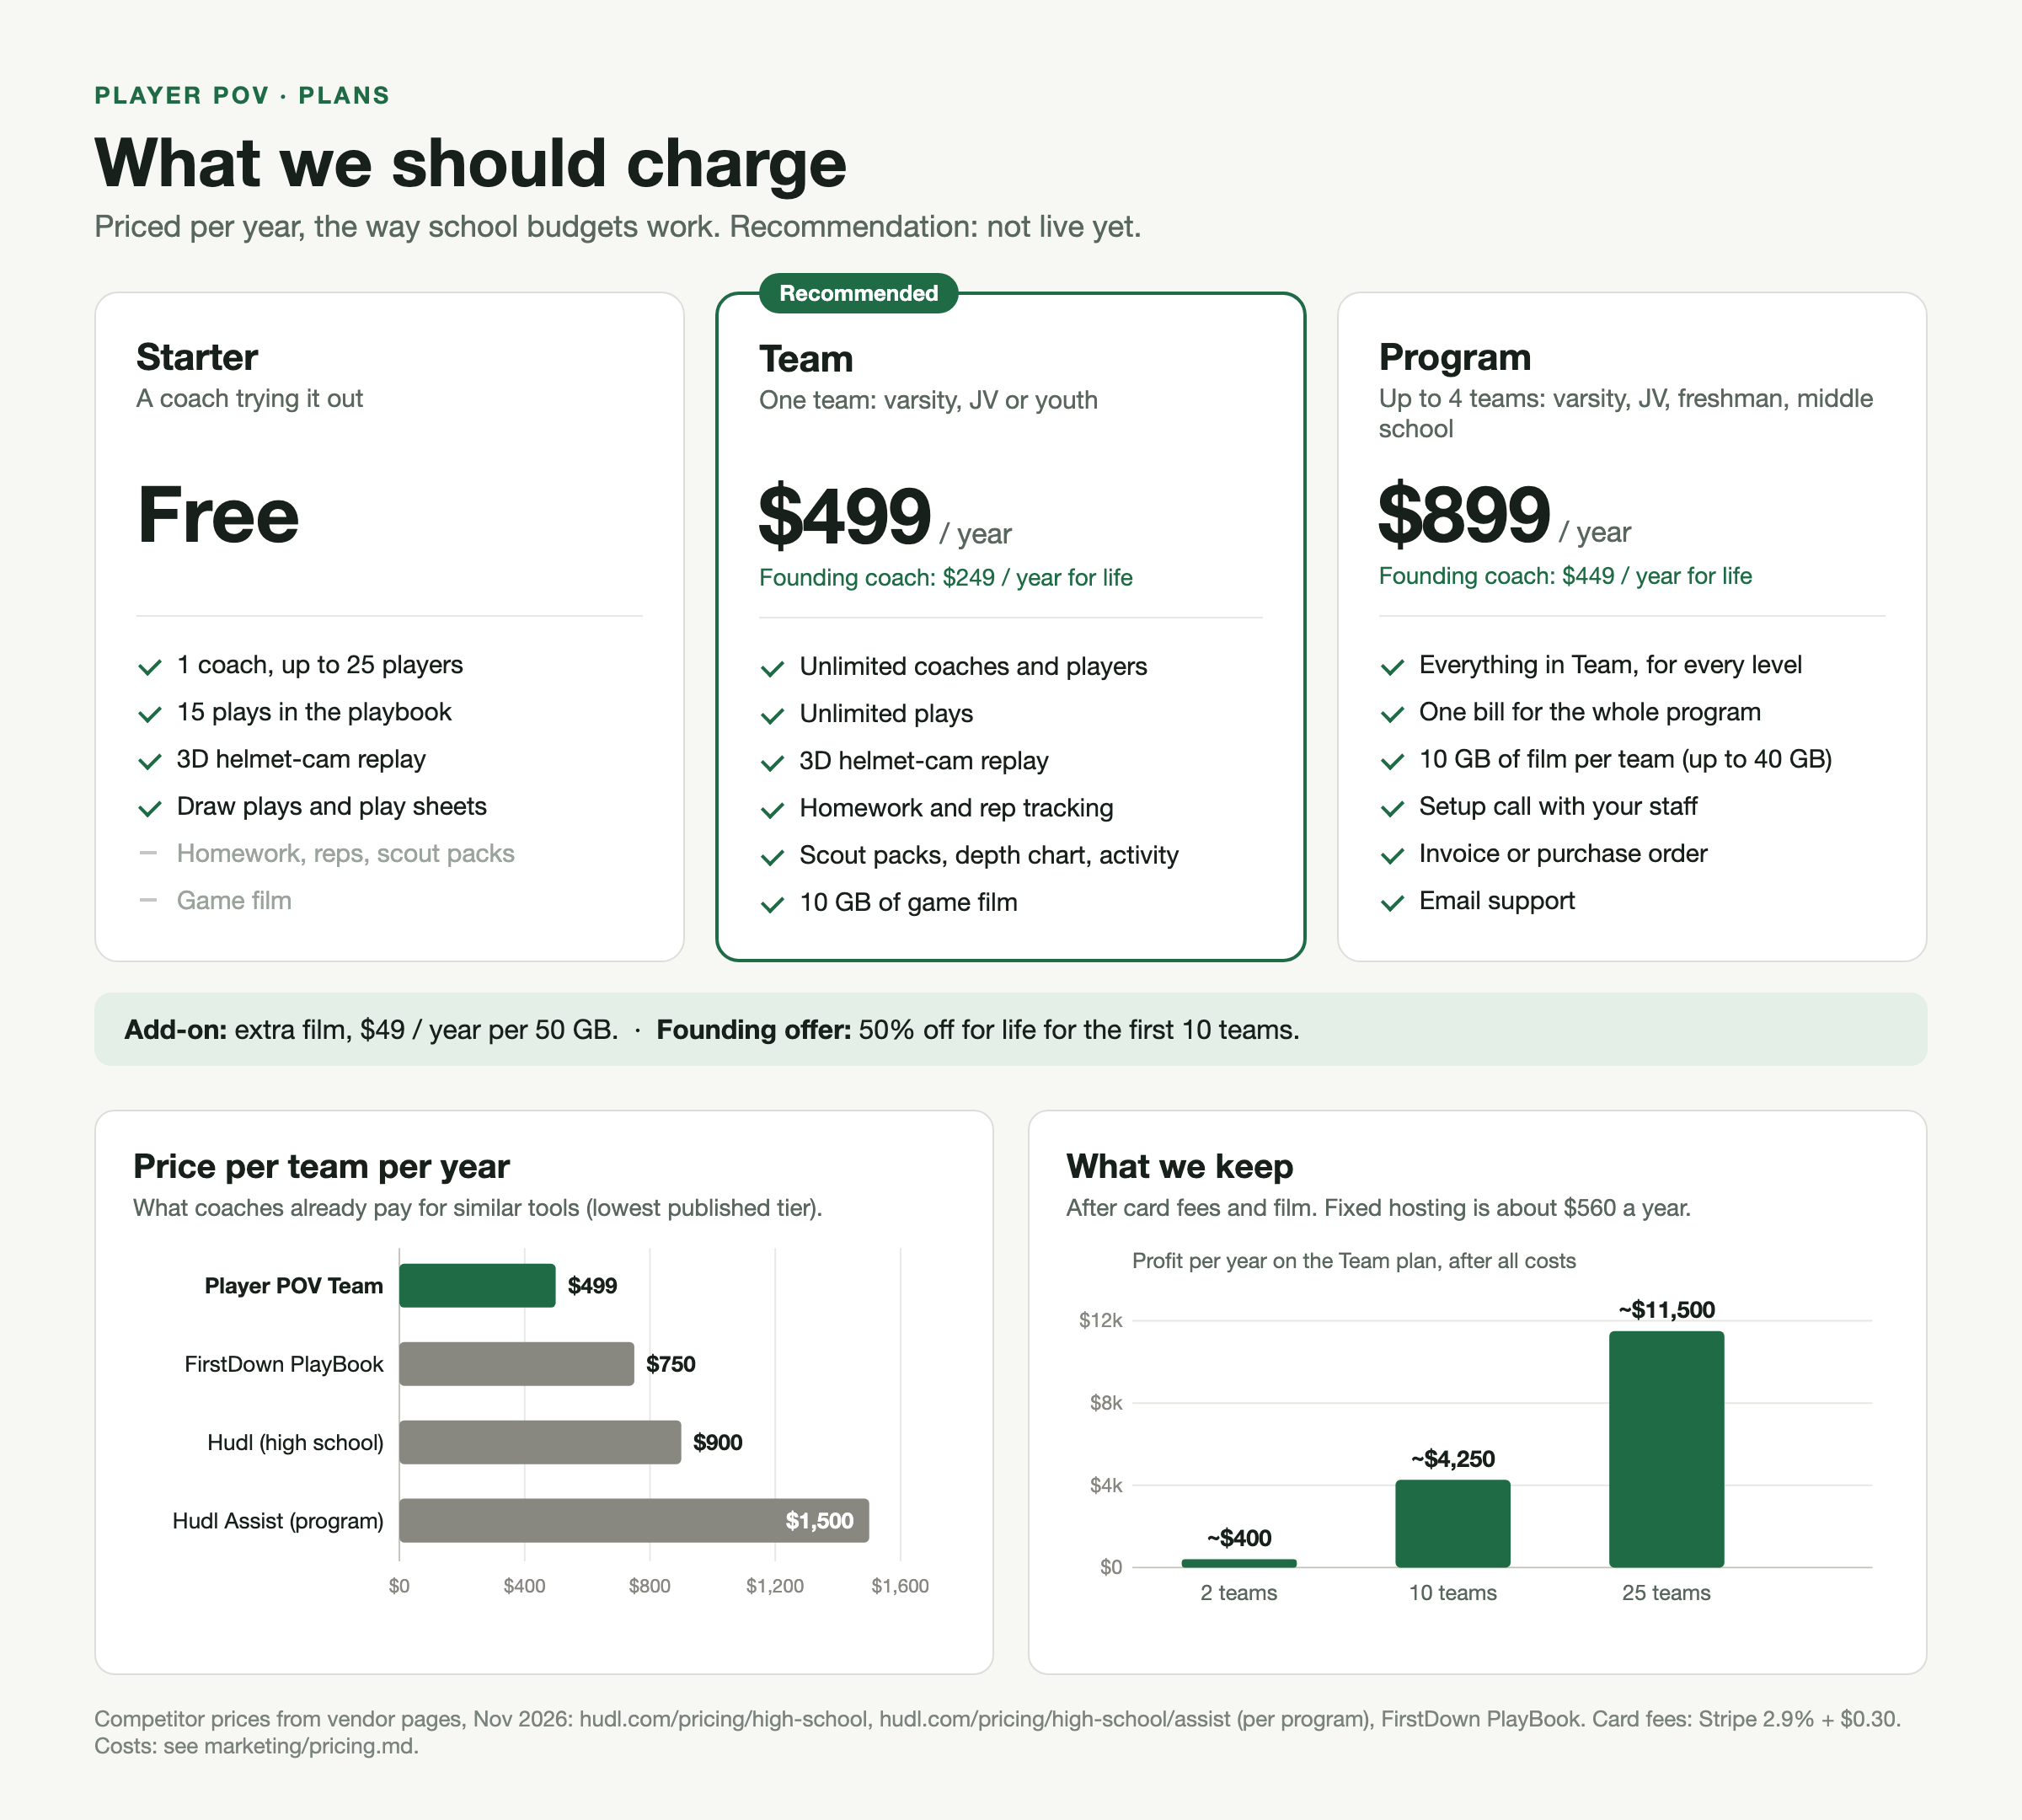 PLAYER POV · PLANS
What we should charge
Priced per year, the way school budgets work. Recommendation: not live yet.
Starter
A coach trying it out
Free
1 coach, up to 25 players
15 plays in the playbook
3D helmet-cam replay
Draw plays and play sheets
Homework, reps, scout packs
Game film
Recommended
Team
One team: varsity, JV or youth
$499 / year
Founding coach: $249 / year for life
Unlimited coaches and players
Unlimited plays
3D helmet-cam replay
Homework and rep tracking
Scout packs, depth chart, activity
10 GB of game film
Program
Up to 4 teams: varsity, JV, freshman, middle
school
$899 / year
Founding coach: $449 / year for life
Everything in Team, for every level
One bill for the whole program
10 GB of film per team (up to 40 GB)
Setup call with your staff
Invoice or purchase order
Email support
Add-on: extra film, $49 / year per 50 GB. · Founding offer: 50% off for life for the first 10 teams.
Price per team per year
What coaches already pay for similar tools (lowest published tier).
Player POV Team $499
FirstDown PlayBook $750
Hudl (high school) $900
Hudl Assist (program) $1,500
$0 $400 $800 $1,200 $1,600
What we keep
After card fees and film. Fixed hosting is about $560 a year.
Profit per year on the Team plan, after all costs
~$11,500
$12k
$8k
~$4,250
$4k
~$400
$0
2 teams 10 teams 25 teams
Competitor prices from vendor pages, Nov 2026: hudl.com/pricing/high-school, hudl.com/pricing/high-school/assist (per program), FirstDown PlayBook. Card fees: Stripe 2.9% + $0.30.
Costs: see marketing/pricing.md.